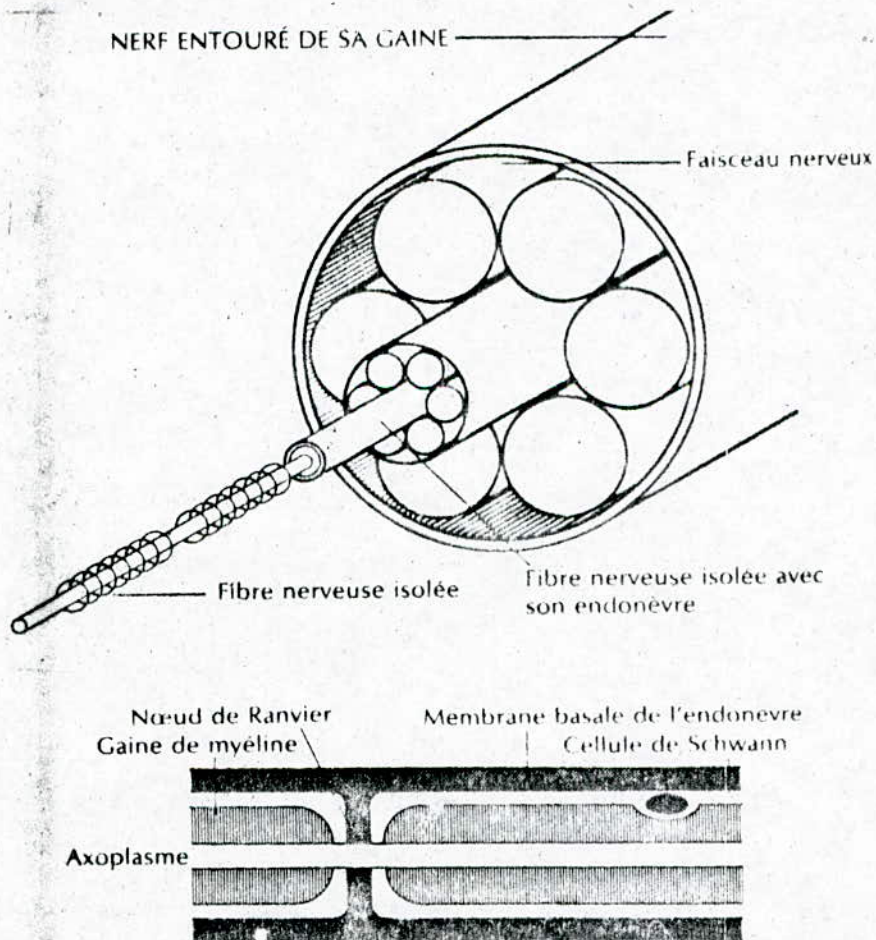 NERF ENTOURÉ DE SA GAINE
Faisceau nerveux
Fibre nerveuse isolée
Fibre nerveuse isolée avec
son endonèvre
Nœud de Ranvier
Gaine de myéline
Membrane basale de l'endonèvre
Cellule de Schwann
Axoplasme